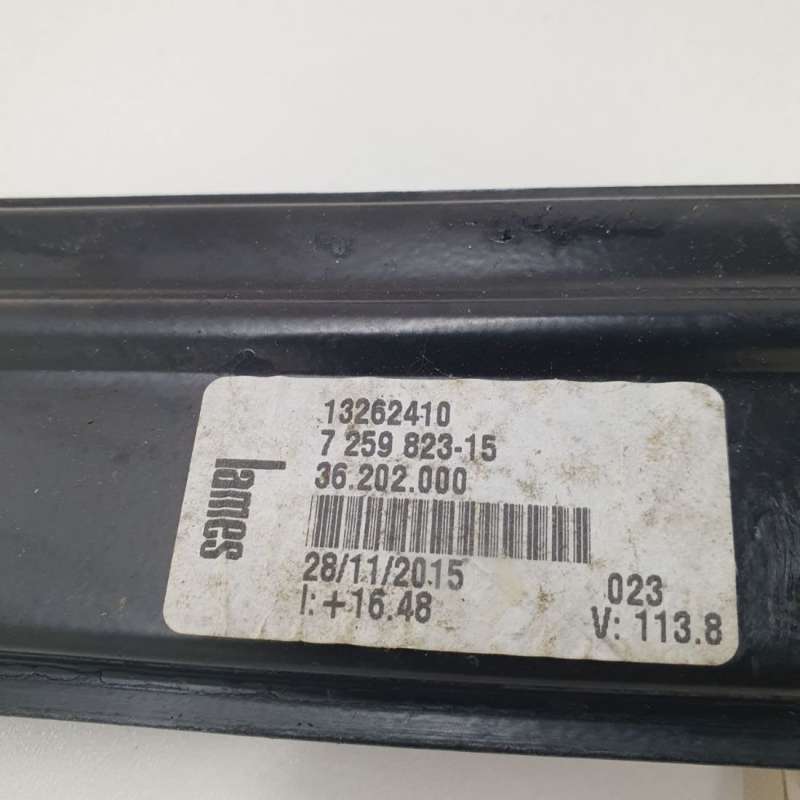 lames
13262410
7 259 823-15
36.202.000
28/11/2015
023
I: +16.48
V: 113.8